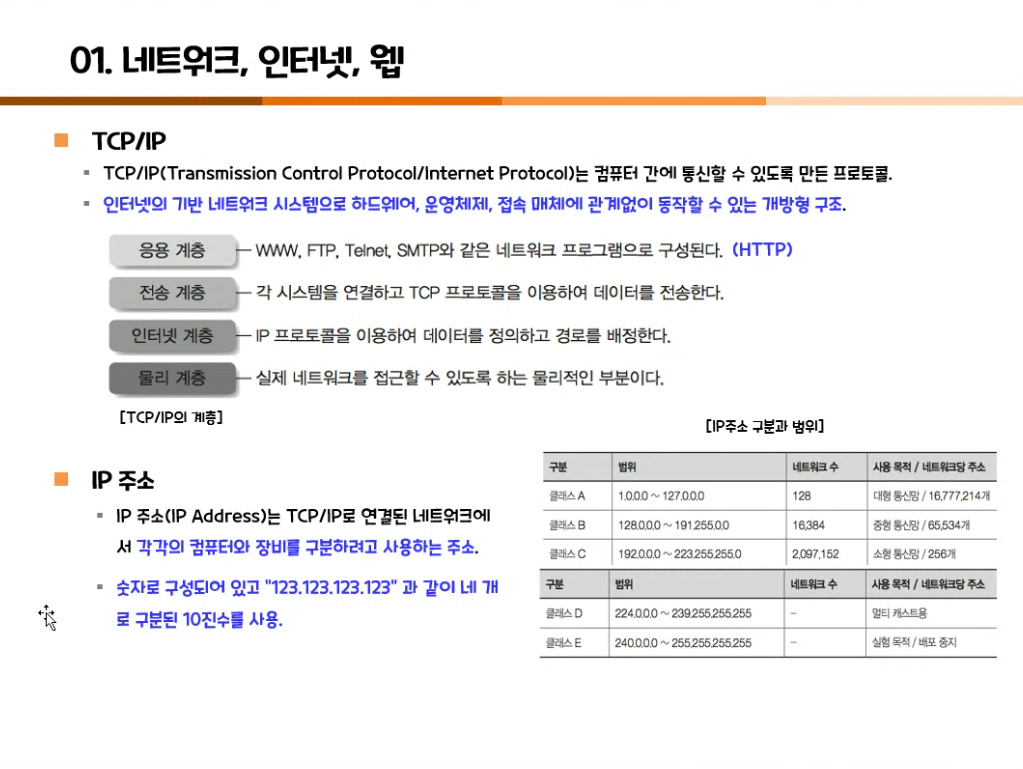 01. 네트워크, 인터넷, 웹
TCP/IP
TCP/IP(Transmission Control Protocol/Internet Protocol)는 컴퓨터 간에 통신할 수 있도록 만든 프로토콜.
인터넷의 기반 네트워크 시스템으로 하드웨어, 운영체제, 접속 매체에 관계없이 동작할 수 있는 개방형 구조.
응용 계층 WWW, FTP, Telnet, SMTP와 같은 네트워크 프로그램으로 구성된다. (HTTP)
전송 계층 각 시스템을 연결하고 TCP 프로토콜을 이용하여 데이터를 전송한다.
인터넷 계층 IP 프로토콜을 이용하여 데이터를 정의하고 경로를 배정한다.
물리 계층 실제 네트워크를 접근할 수 있도록 하는 물리적인 부분이다.
[TCP/IP의 계층]
IP 주소
IP 주소(IP Address)는 TCP/IP로 연결된 네트워크에
서 각각의 컴퓨터와 장비를 구분하려고 사용하는 주소.
숫자로 구성되어 있고 "123.123.123.123" 과 같이 네 개
로 구분된 10진수를 사용.
[IP주소 구분과 범위]
구분 범위 네트워크 수 사용 목적 / 네트워크당 주소
클래스 A 1.0.0.0 ~ 127.0.0.0 128 대형 통신망 / 16,777,214개
클래스 B 128.0.0.0 ~ 191.255.0.0 16,384 중형 통신망 / 65,534개
클래스 C 192.0.0.0 ~ 223.255.255.0 2,097,152 소형 통신망 / 256개
구분 범위 네트워크 수 사용 목적 / 네트워크당 주소
클래스 D 224.0.0.0 ~ 239.255.255.255 – 멀티 캐스트용
클래스 E 240.0.0.0 ~ 255.255.255.255 – 실험 목적 / 배포 중지